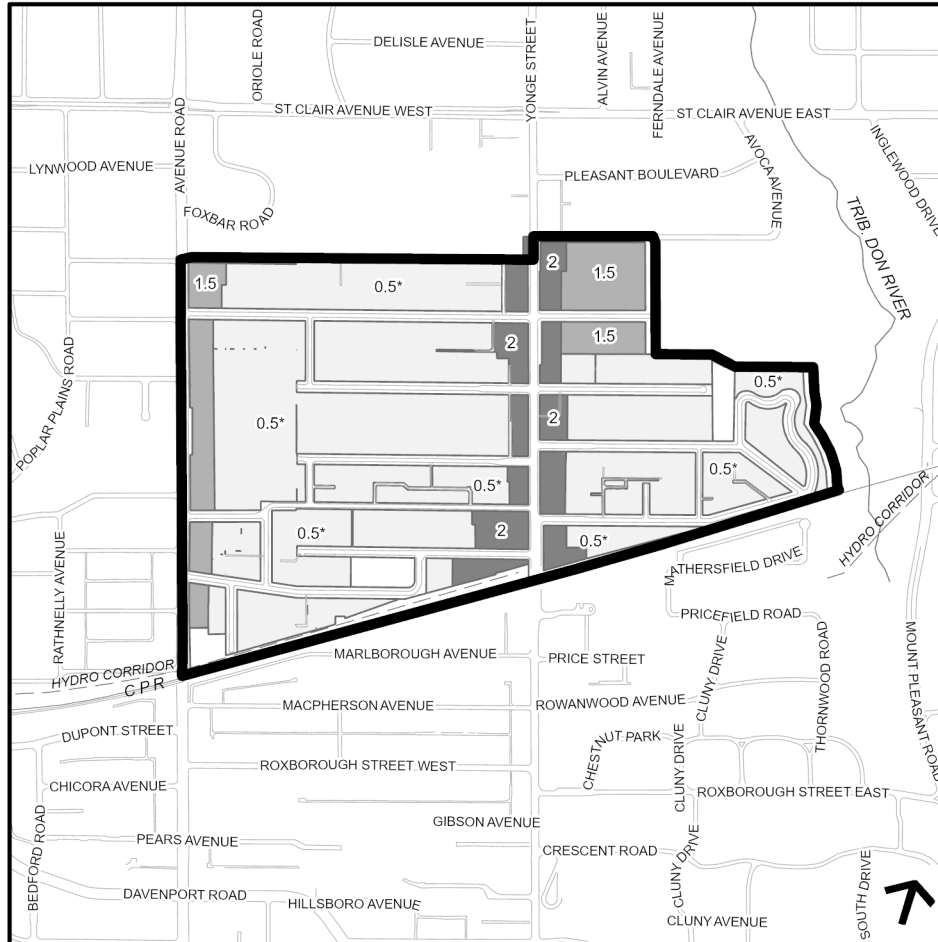 DELISLE AVENUE
ORIOLE ROAD
YONGE STREET
ALVIN AVENUE
FERNDALE AVENUE
ST CLAIR AVENUE WEST
ST CLAIR AVENUE EAST
AVENUE ROAD
LYNWOOD AVENUE
FOXBAR ROAD
PLEASANT BOULEVARD
AVOCA AVENUE
INGLEWOOD DRIVE
TRIB. DON RIVER
2
1.5
1.5
0.5*
1.5
2
0.5*
2
0.5*
POPLAR PLAINS ROAD
0.5*
0.5*
0.5*
2
0.5*
HYDRO CORRIDOR
MATHERSFIELD DRIVE
RATHNELLY AVENUE
PRICEFIELD ROAD
MARLBOROUGH AVENUE
PRICE STREET
HYDRO CORRIDOR
CPR
CLUNY DRIVE
THORNWOOD ROAD
MOUNT PLEASANT ROAD
MACPHERSON AVENUE
ROWANWOOD AVENUE
DUPONT STREET
CHESTNUT PARK
CLUNY DRIVE
ROXBOROUGH STREET WEST
CHICORA AVENUE
ROXBOROUGH STREET EAST
GIBSON AVENUE
PEARS AVENUE
CRESCENT ROAD
BEDFORD ROAD
CLUNY DRIVE
SOUTH DRIVE
DAVENPORT ROAD
HILLSBORO AVENUE
CLUNY AVENUE